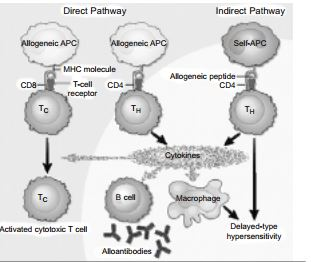 Direct Pathway
Indirect Pathway
Allogeneic APC
Allogeneic APC
Self-APC
MHC molecule
Allogeneic peptide
CD8
T-cell
receptor
CD4
CD4
TC
TH
TH
Cytokines
TC
B cell
Macrophage
Activated cytotoxic T cell
Alloantibodies
Delayed-type
hypersensitivity